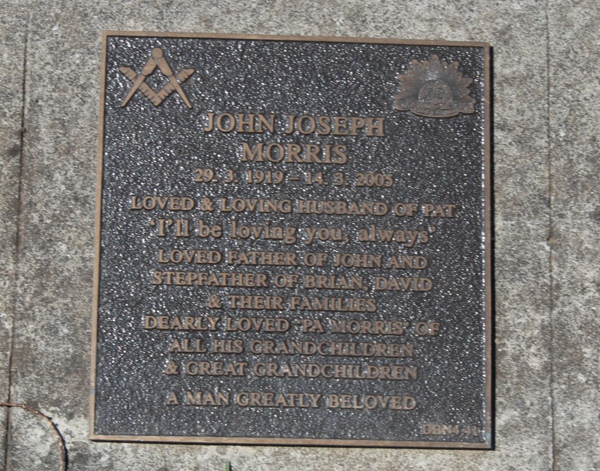 JOHN JOSEPH
MORRIS
29. 3. 1919 – 14. 3. 2005
LOVED & LOVING HUSBAND OF PAT
'I'll be loving you, always'
LOVED FATHER OF JOHN AND
STEPFATHER OF BRIAN, DAVID
& THEIR FAMILIES
DEARLY LOVED 'PA MORRIS' OF
ALL HIS GRANDCHILDREN
& GREAT GRANDCHILDREN
A MAN GREATLY BELOVED